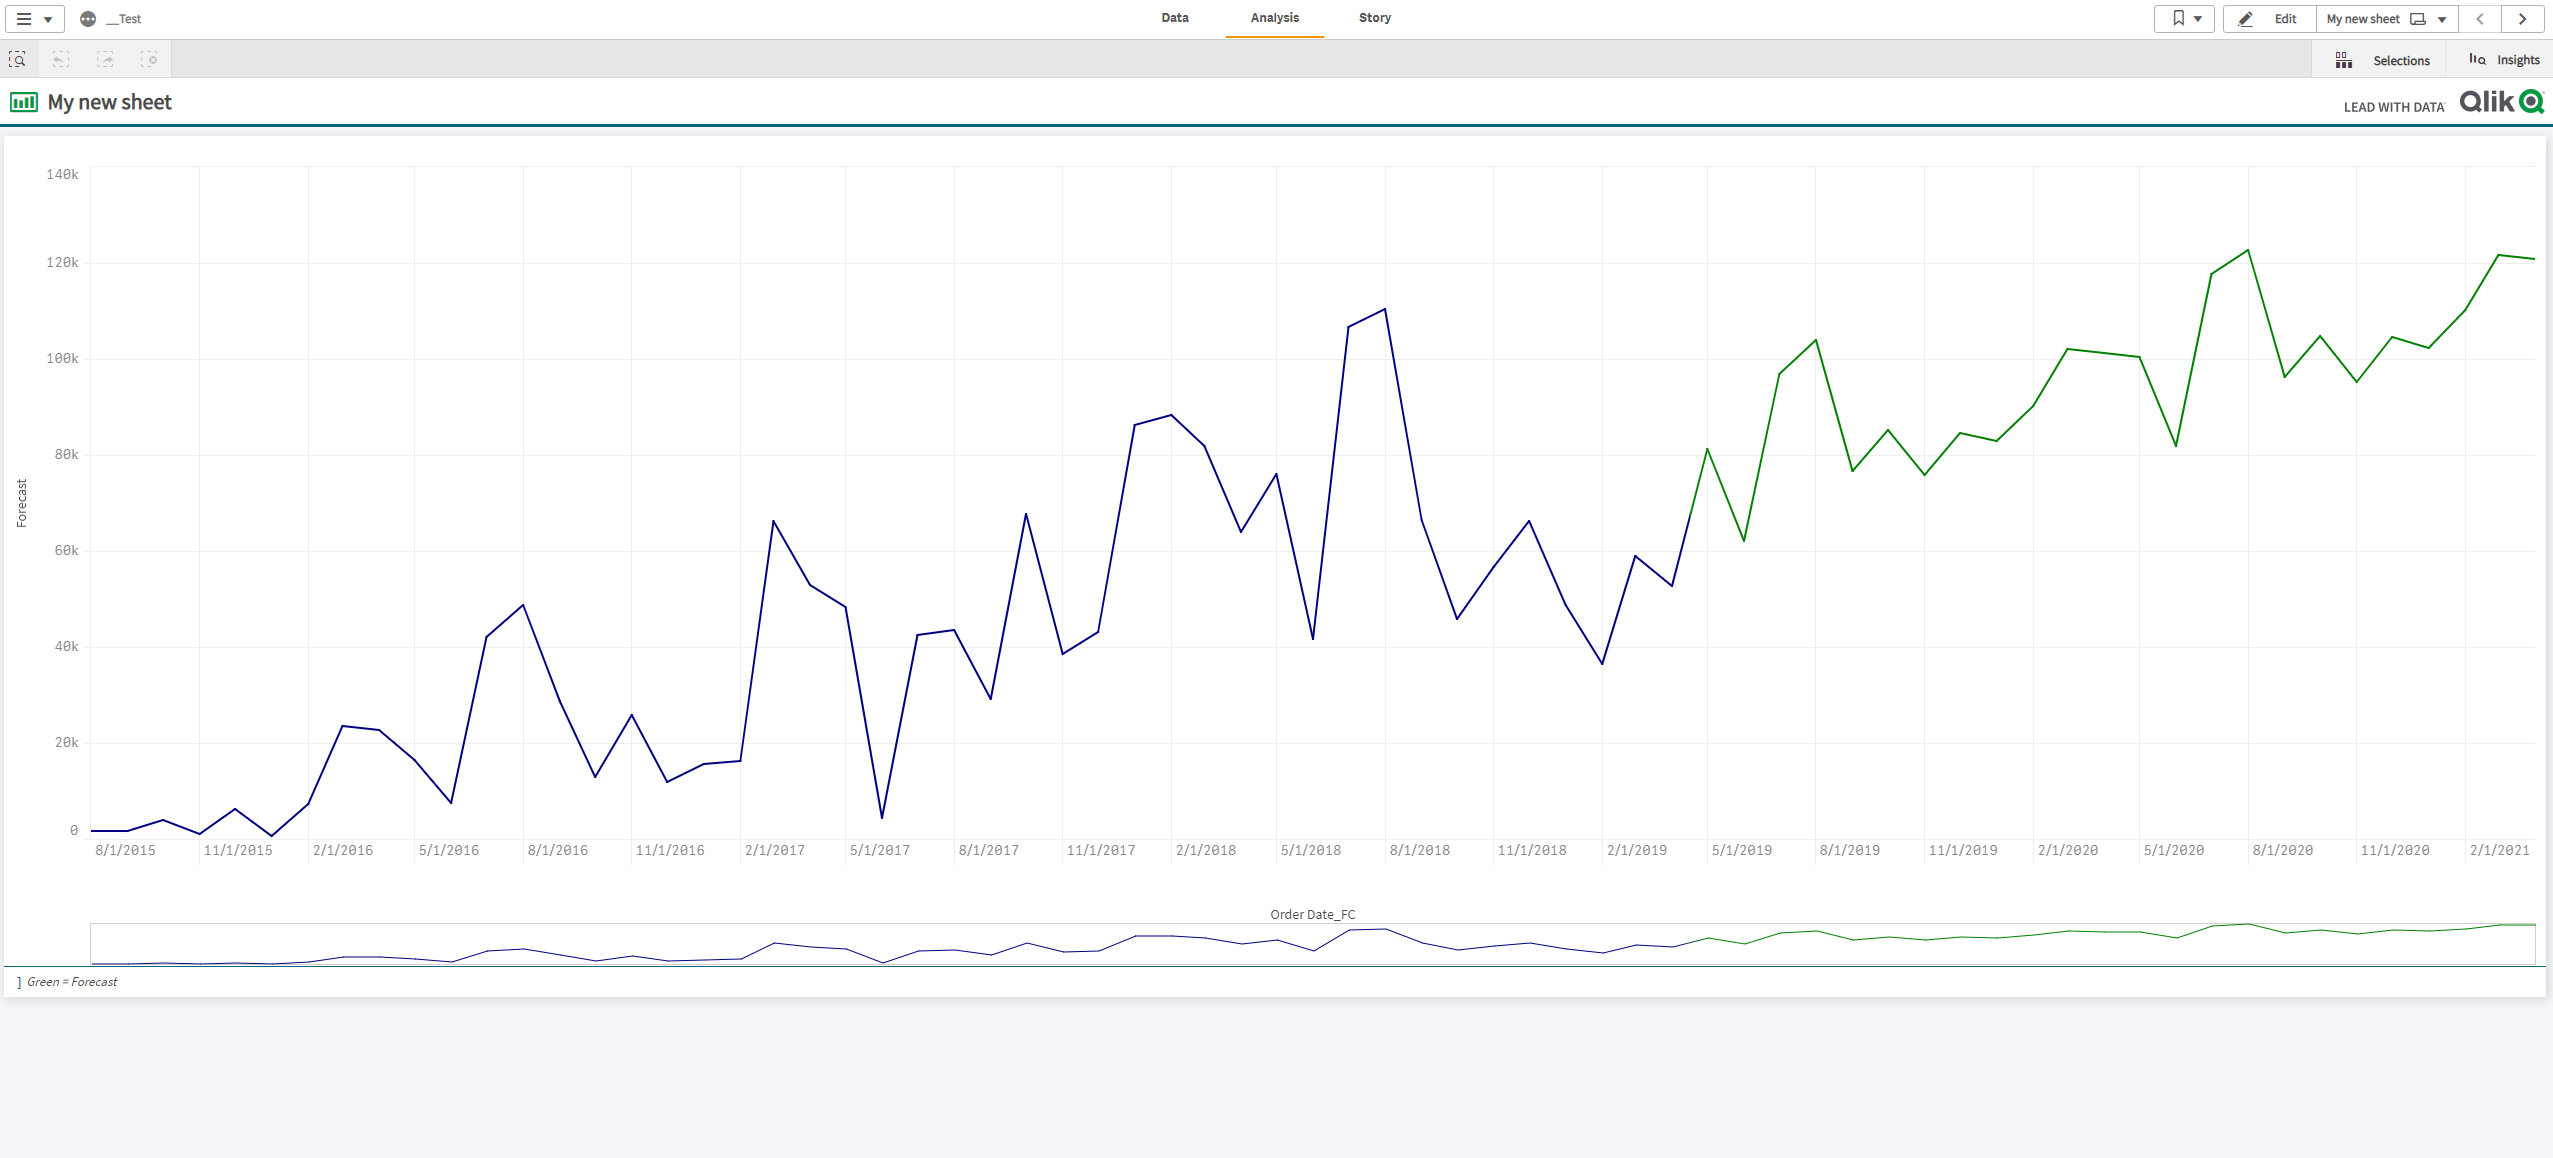 __Test
Data Analysis Story
Edit My new sheet
Selections Insights
My new sheet
LEAD WITH DATA Qlik
140k
120k
100k
80k
60k
40k
20k
0
Forecast
8/1/2015 11/1/2015 2/1/2016 5/1/2016 8/1/2016 11/1/2016 2/1/2017 5/1/2017 8/1/2017 11/1/2017 2/1/2018 5/1/2018 8/1/2018 11/1/2018 2/1/2019 5/1/2019 8/1/2019 11/1/2019 2/1/2020 5/1/2020 8/1/2020 11/1/2020 2/1/2021
Order Date_FC
] Green = Forecast